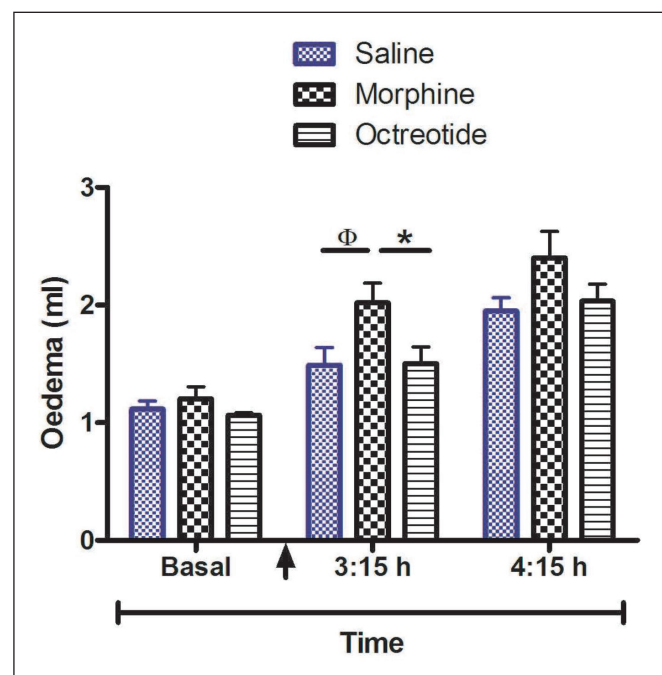 Saline
Morphine
Octreotide
3
2
1
0
Oedema (ml)
Φ *
Basal 3:15 h 4:15 h
Time